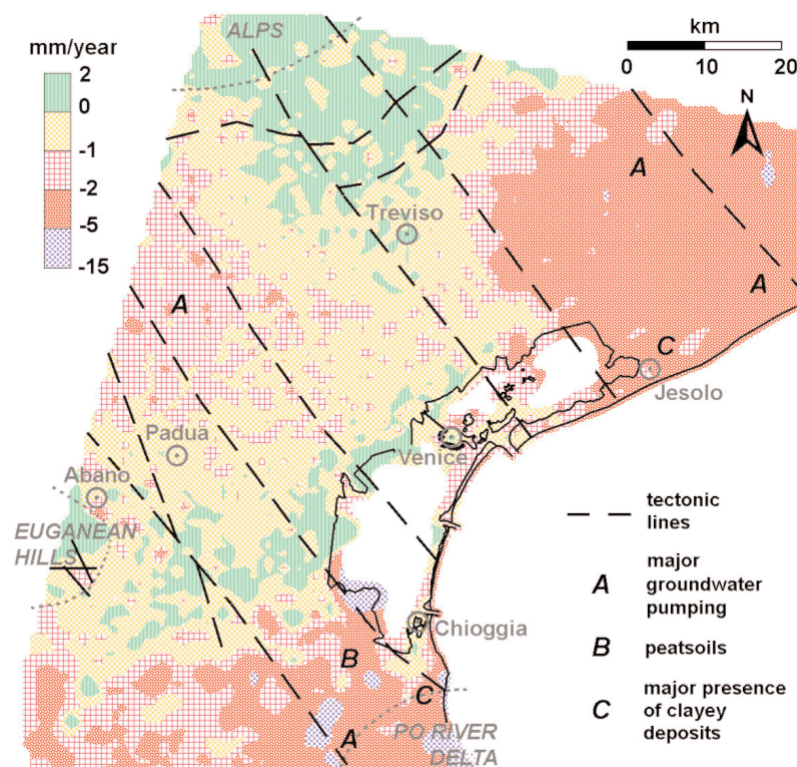 mm/year
2
0
-1
-2
-5
-15
ALPS
km
0 10 20
N
A
Treviso
A
A
C
Jesolo
Padua
Venice
Abano
EUGANEAN
HILLS
Chioggia
B
C
A
PO RIVER
DELTA
tectonic
lines
A
major
groundwater
pumping
B
peatsoils
C
major presence
of clayey
deposits